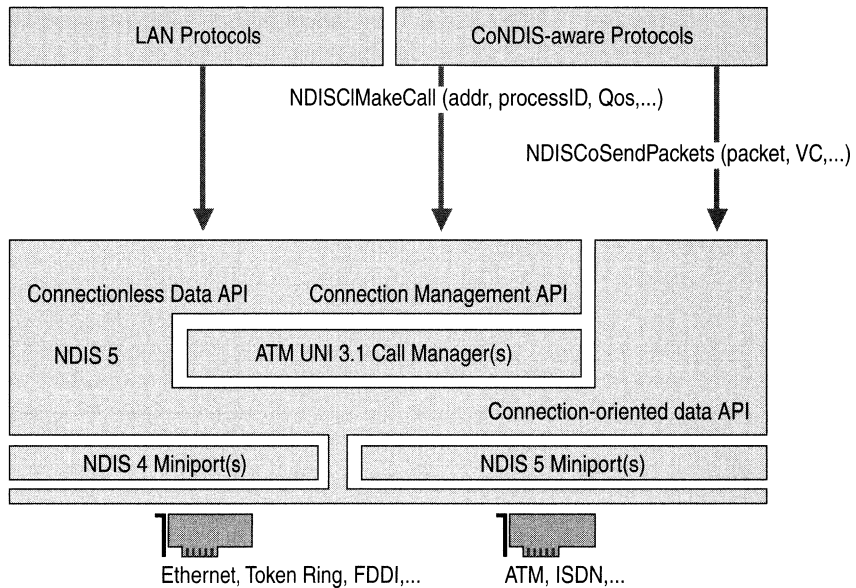 LAN Protocols
CoNDIS-aware Protocols
NDISClMakeCall (addr, processID, Qos,...)
NDISCoSendPackets (packet, VC,...)
Connectionless Data API
Connection Management API
NDIS 5
ATM UNI 3.1 Call Manager(s)
Connection-oriented data API
NDIS 4 Miniport(s)
NDIS 5 Miniport(s)
Ethernet, Token Ring, FDDI,...
ATM, ISDN,...